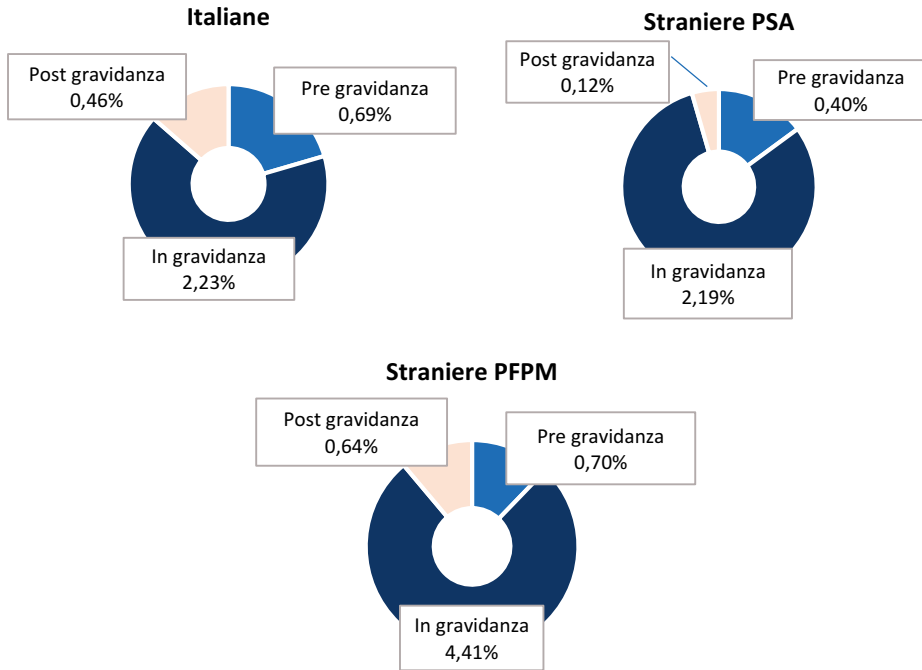 Italiane
Post gravidanza
0,46%
Pre gravidanza
0,69%
In gravidanza
2,23%
Straniere PSA
Post gravidanza
0,12%
Pre gravidanza
0,40%
In gravidanza
2,19%
Straniere PFPM
Post gravidanza
0,64%
Pre gravidanza
0,70%
In gravidanza
4,41%